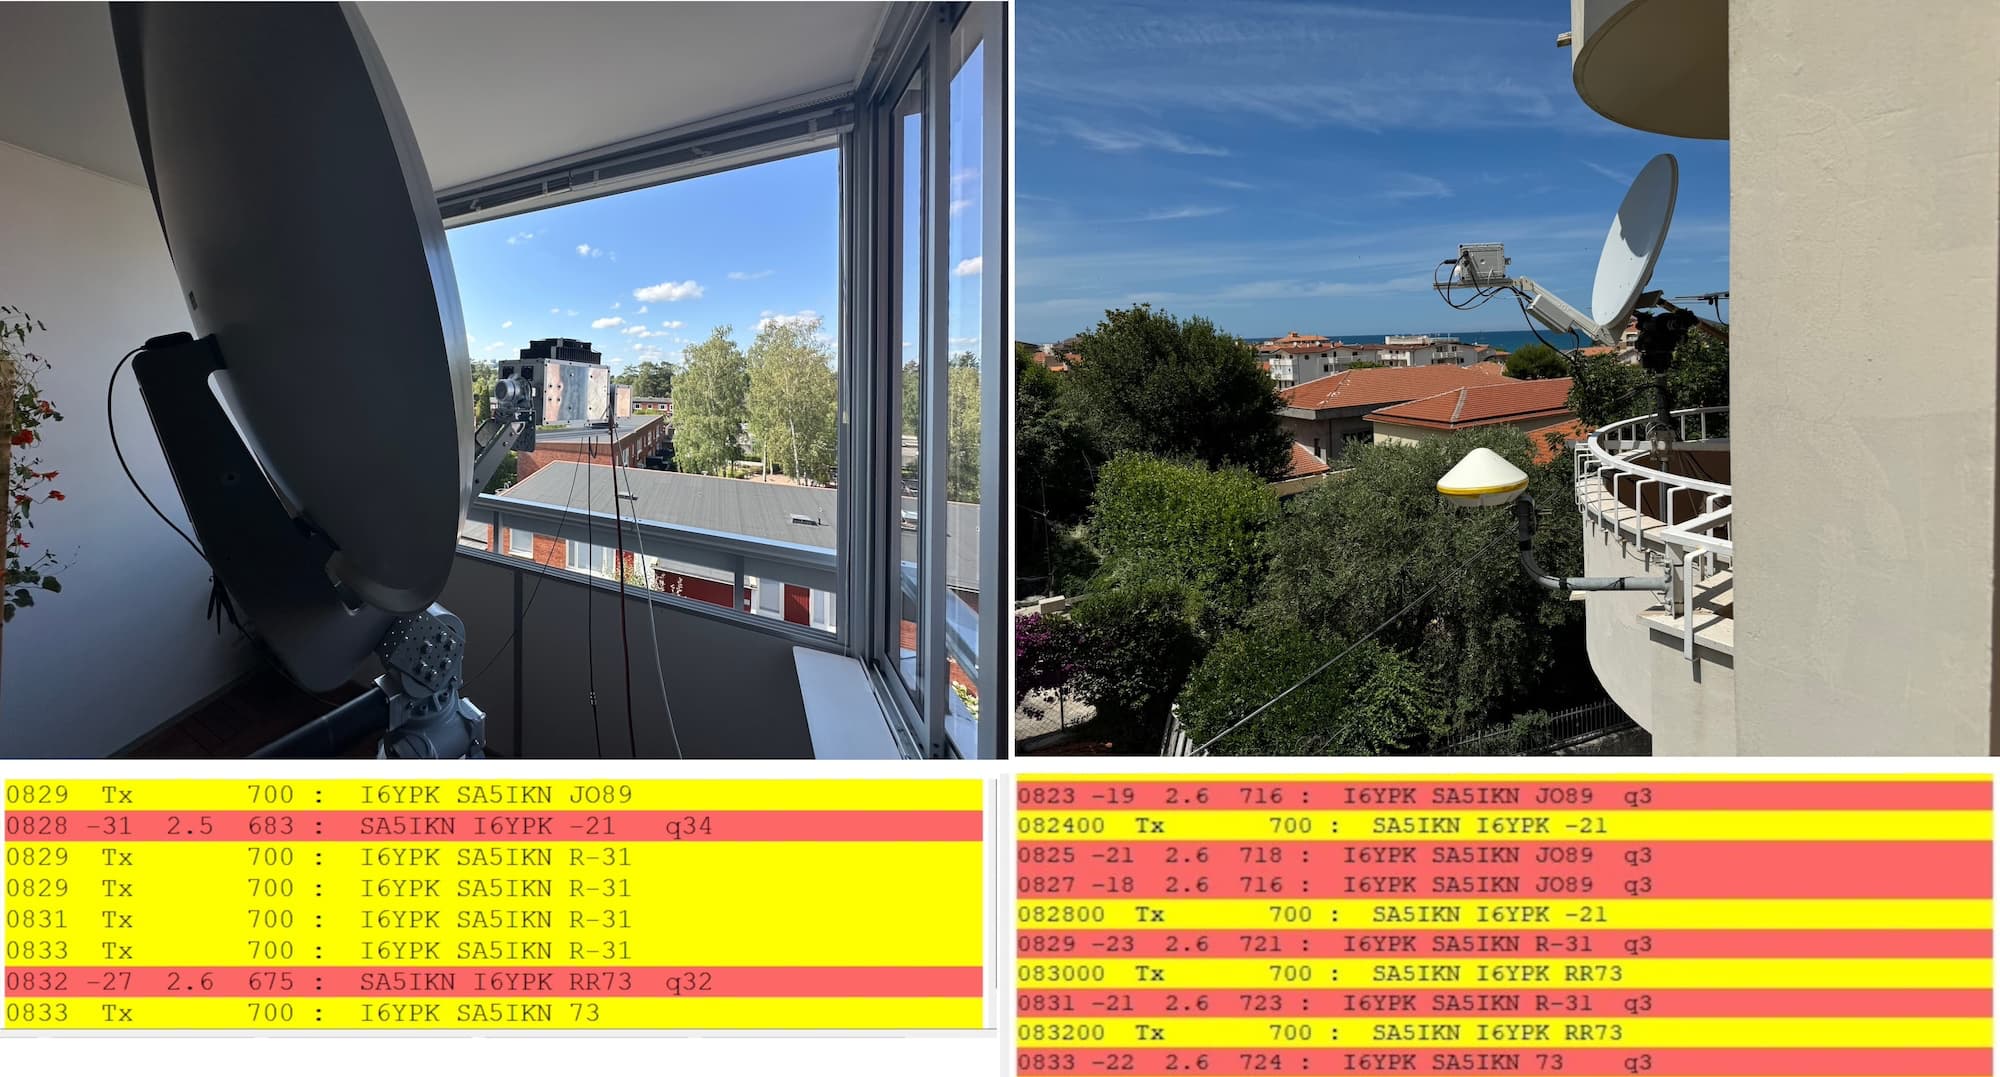 0829 Tx 700 : I6YPK SA5IKN JO89
0828 -31 2.5 683 : SA5IKN I6YPK -21 q34
0829 Tx 700 : I6YPK SA5IKN R-31
0829 Tx 700 : I6YPK SA5IKN R-31
0831 Tx 700 : I6YPK SA5IKN R-31
0833 Tx 700 : I6YPK SA5IKN R-31
0832 -27 2.6 675 : SA5IKN I6YPK RR73 q32
0833 Tx 700 : I6YPK SA5IKN 73
0823 -19 2.6 716 : I6YPK SA5IKN JO89 q3
082400 Tx 700 : SA5IKN I6YPK -21
0825 -21 2.6 718 : I6YPK SA5IKN JO89 q3
0827 -18 2.6 716 : I6YPK SA5IKN JO89 q3
082800 Tx 700 : SA5IKN I6YPK -21
0829 -23 2.6 721 : I6YPK SA5IKN R-31 q3
083000 Tx 700 : SA5IKN I6YPK RR73
0831 -21 2.6 723 : I6YPK SA5IKN R-31 q3
083200 Tx 700 : SA5IKN I6YPK RR73
0833 -22 2.6 724 : I6YPK SA5IKN 73 q3